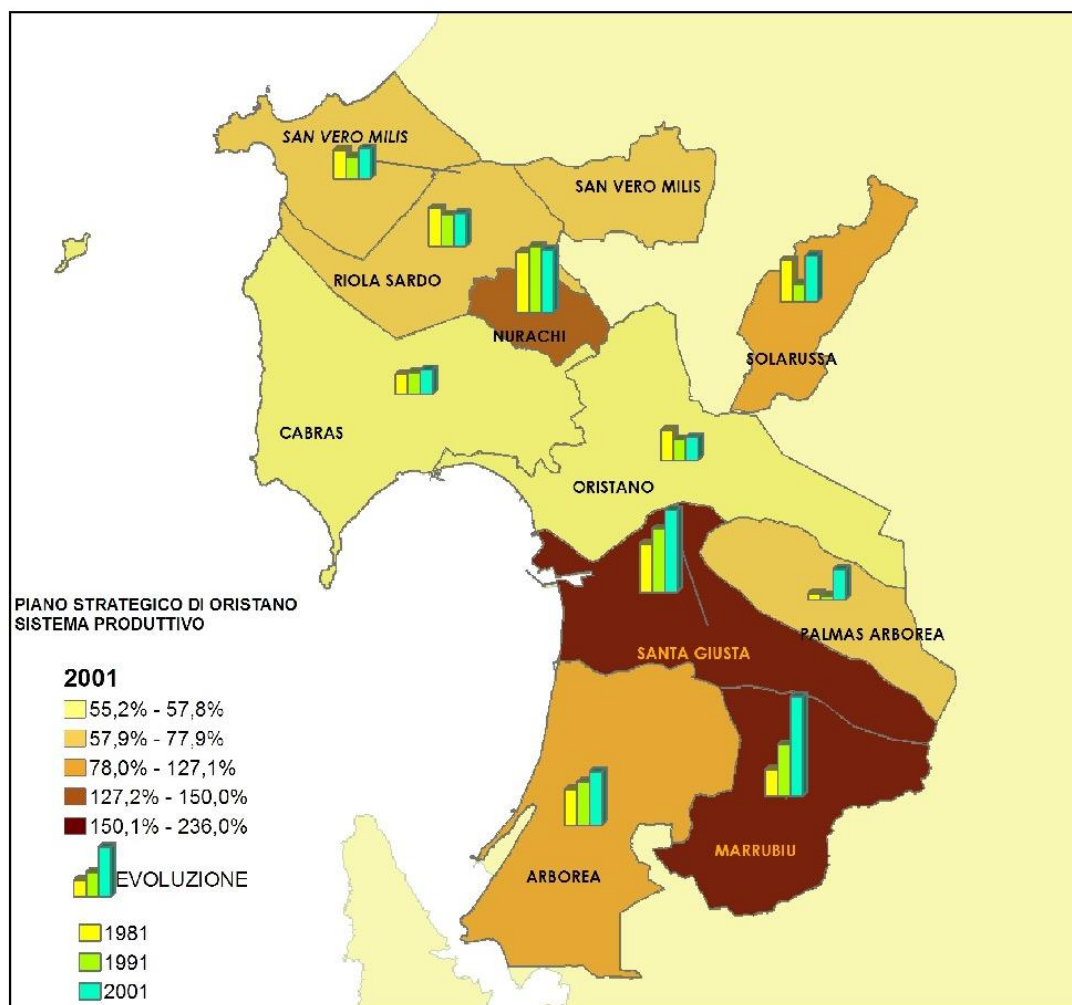 SAN VERO MILIS
SAN VERO MILIS
RIOLA SARDO
NURACHI
SOLARUSSA
CABRAS
ORISTANO
PIANO STRATEGICO DI ORISTANO
SISTEMA PRODUTTIVO
PALMAS ARBOREA
SANTA GIUSTA
2001
55,2% - 57,8%
57,9% - 77,9%
78,0% - 127,1%
127,2% - 150,0%
150,1% - 236,0%
MARRUBIU
ARBOREA
EVOLUZIONE
1981
1991
2001